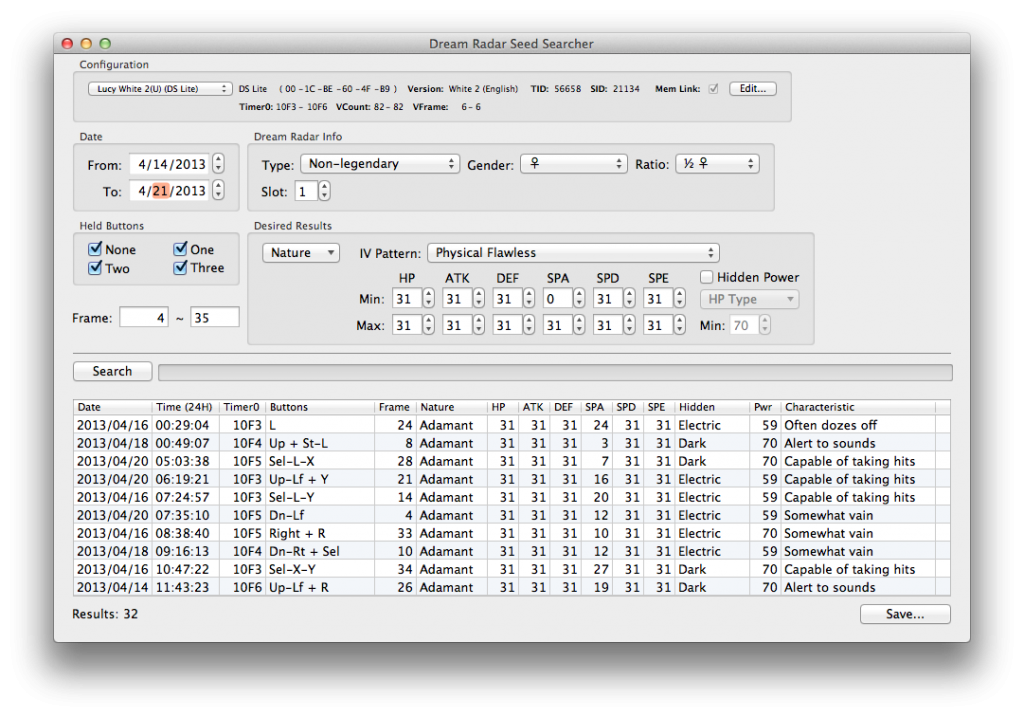 Dream Radar Seed Searcher
Configuration
Lucy White 2(U) (DS Lite) DS Lite ( 00 -1C -BE -60 -4F -B9 ) Version: White 2 (English) TID: 56658 SID: 21134 Mem Link: Edit...
Timer0: 10F3 - 10F6 VCount: 82 - 82 VFrame: 6 - 6
Date
From: 4/14/2013
To: 4/21/2013
Dream Radar Info
Type: Non-legendary Gender: ♀ Ratio: ½ ♀
Slot: 1
Held Buttons
None One
Two Three
Frame: 4 ~ 35
Desired Results
Nature IV Pattern: Physical Flawless
HP ATK DEF SPA SPD SPE Hidden Power
Min: 31 31 31 0 31 31 HP Type
Max: 31 31 31 31 31 31 Min: 70
Search
Date Time (24H) Timer0 Buttons Frame Nature HP ATK DEF SPA SPD SPE Hidden Pwr Characteristic
2013/04/16 00:29:04 10F3 L 24 Adamant 31 31 31 24 31 31 Electric 59 Often dozes off
2013/04/18 00:49:07 10F4 Up + St-L 8 Adamant 31 31 31 3 31 31 Dark 70 Alert to sounds
2013/04/20 05:03:38 10F5 Sel-L-X 28 Adamant 31 31 31 7 31 31 Dark 70 Capable of taking hits
2013/04/20 06:19:21 10F3 Up-Lf + Y 21 Adamant 31 31 31 16 31 31 Electric 59 Capable of taking hits
2013/04/16 07:24:57 10F3 Sel-L-Y 14 Adamant 31 31 31 20 31 31 Electric 59 Capable of taking hits
2013/04/20 07:35:10 10F5 Dn-Lf 4 Adamant 31 31 31 12 31 31 Electric 59 Somewhat vain
2013/04/16 08:38:40 10F5 Right + R 33 Adamant 31 31 31 10 31 31 Electric 70 Somewhat vain
2013/04/18 09:16:13 10F4 Dn-Rt + Sel 10 Adamant 31 31 31 12 31 31 Electric 59 Somewhat vain
2013/04/16 10:47:22 10F3 Sel-X-Y 34 Adamant 31 31 31 27 31 31 Dark 70 Capable of taking hits
2013/04/14 11:43:23 10F6 Up-Lf + R 26 Adamant 31 31 31 19 31 31 Dark 70 Alert to sounds
Results: 32 Save...